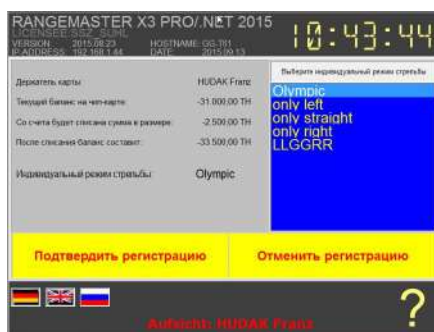 RANGEMASTER X3 PRO/.NET 2015
LICENSEE:SSZ_SUHL
VERSION: 2015.08.23 HOSTNAME: GG-T01
IP-ADDRESS: 192.168.1.44 DATE: 2015.09.13
10:43:44
Держатель карты HUDAK Franz
Текущий баланс на чип-карте: -31.000,00 TH
Со счета будет списана сумма в размере: -2.500,00 TH
После списания баланс составит: -33.500,00 TH
Индивидуальный режим стрельбы: Olympic
Выберите индивидуальный режим стрельбы
Olympic
only left
only straight
only right
LLGGRR
Подтвердить регистрацию
Отменить регистрацию
?
Aufsicht: HUDAK Franz